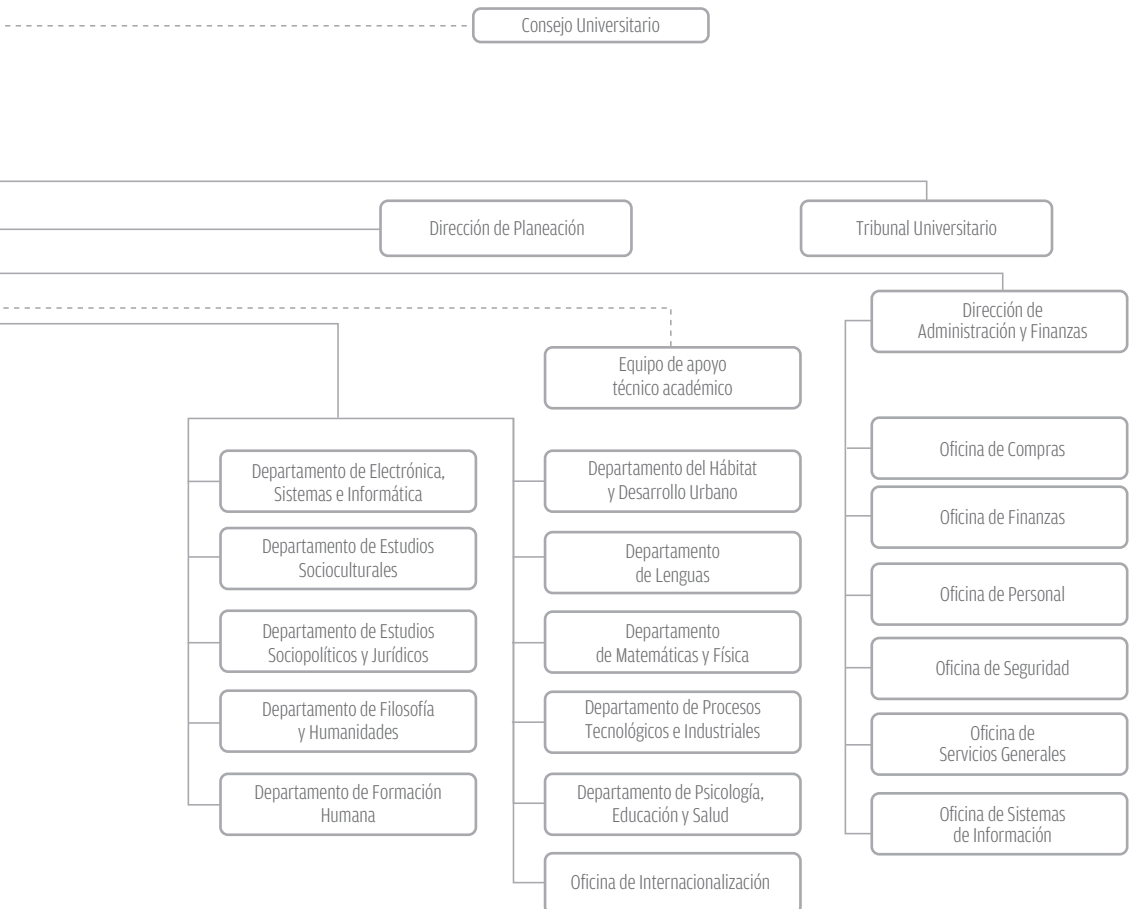 Consejo Universitario
Dirección de Planeación
Tribunal Universitario
Dirección de
Administración y Finanzas
Equipo de apoyo
técnico académico
Departamento de Electrónica,
Sistemas e Informática
Departamento de Estudios
Socioculturales
Departamento de Estudios
Sociopolíticos y Jurídicos
Departamento de Filosofía
y Humanidades
Departamento de Formación
Humana
Departamento del Hábitat
y Desarrollo Urbano
Departamento
de Lenguas
Departamento
de Matemáticas y Física
Departamento de Procesos
Tecnológicos e Industriales
Departamento de Psicología,
Educación y Salud
Oficina de Internacionalización
Oficina de Compras
Oficina de Finanzas
Oficina de Personal
Oficina de Seguridad
Oficina de
Servicios Generales
Oficina de Sistemas
de Información